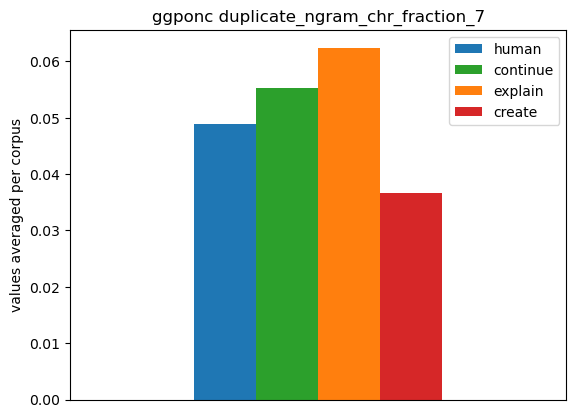 ggponc duplicate_ngram_chr_fraction_7
values averaged per corpus
0.06
0.05
0.04
0.03
0.02
0.01
0.00
human
continue
explain
create